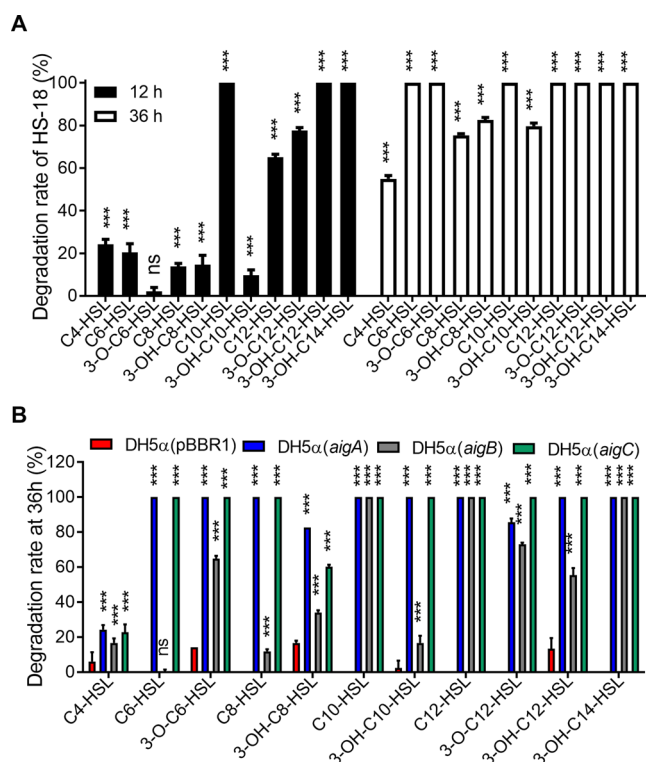 A
Degradation rate of HS-18 (%)
100
80
60
40
20
0
12 h
36 h
*** *** ns *** *** *** *** *** *** *** ***
*** *** *** *** *** *** *** *** *** *** ***
C4-HSL
C6-HSL
3-O-C6-HSL
C8-HSL
3-OH-C8-HSL
C10-HSL
3-OH-C10-HSL
C12-HSL
3-O-C12-HSL
3-OH-C12-HSL
3-OH-C14-HSL
C4-HSL
C6-HSL
3-O-C6-HSL
C8-HSL
3-OH-C8-HSL
C10-HSL
3-OH-C10-HSL
C12-HSL
3-O-C12-HSL
3-OH-C12-HSL
3-OH-C14-HSL
B
DH5α(pBBR1) DH5α(aigA) DH5α(aigB) DH5α(aigC)
Degradation rate at 36h (%)
120
100
80
60
40
20
0
*** *** ***
*** ns ***
*** *** ***
*** *** ***
*** *** ***
*** *** ***
*** *** ***
*** *** ***
*** *** ***
*** *** ***
*** *** ***
C4-HSL
C6-HSL
3-O-C6-HSL
C8-HSL
3-OH-C8-HSL
C10-HSL
3-OH-C10-HSL
C12-HSL
3-O-C12-HSL
3-OH-C12-HSL
3-OH-C14-HSL